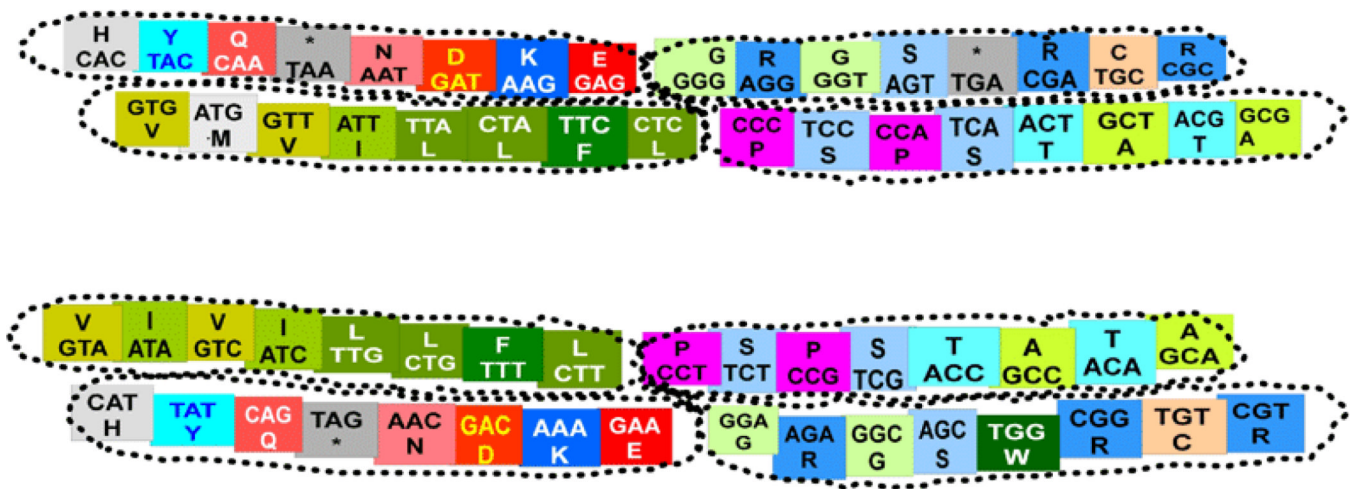 H Y Q * N D K E G R G S * R C R
CAC TAC CAA TAA AAT GAT AAG GAG GGG AGG GGT AGT TGA CGA TGC CGC
GTG ATG GTT ATT TTA CTA TTC CTC CCC TCC CCA TCA ACT GCT ACG GCG
V ·M V I L L F L P S P S T A T A
V I V I L L F L P S P S T A T A
GTA ATA GTC ATC TTG CTG TTT CTT CCT TCT CCG TCG ACC GCC ACA GCA
CAT TAT CAG TAG AAC GAC AAA GAA GGA AGA GGC AGC TGG CGG TGT CGT
H Y Q * N D K E G R G S W R C R